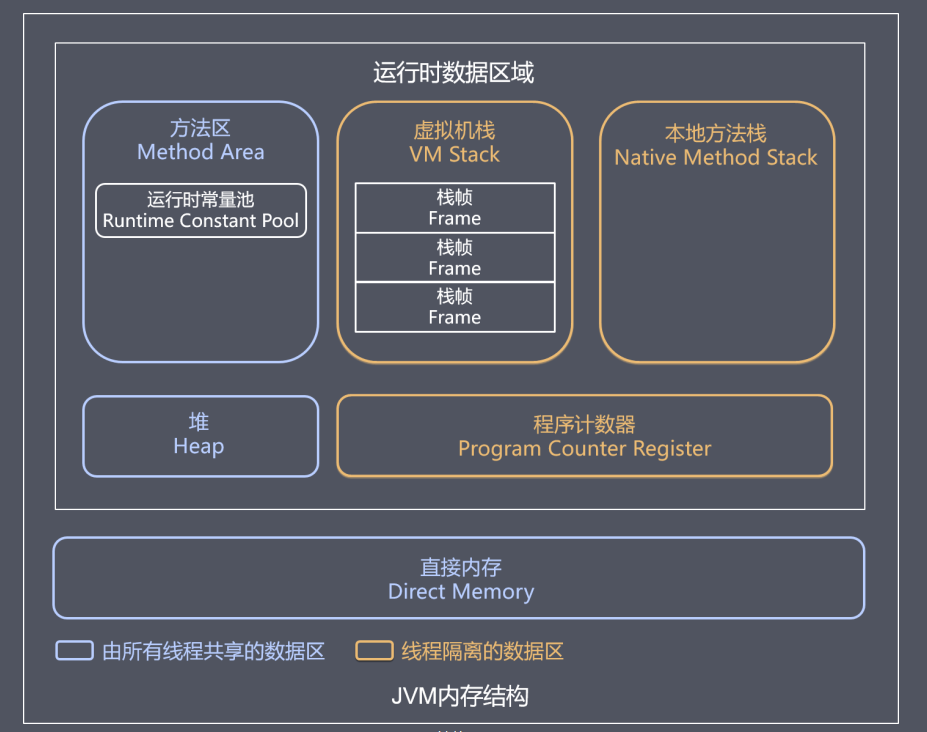 运行时数据区域
方法区
Method Area
运行时常量池
Runtime Constant Pool
虚拟机栈
VM Stack
栈帧
Frame
栈帧
Frame
栈帧
Frame
本地方法栈
Native Method Stack
堆
Heap
程序计数器
Program Counter Register
直接内存
Direct Memory
由所有线程共享的数据区
线程隔离的数据区
JVM内存结构